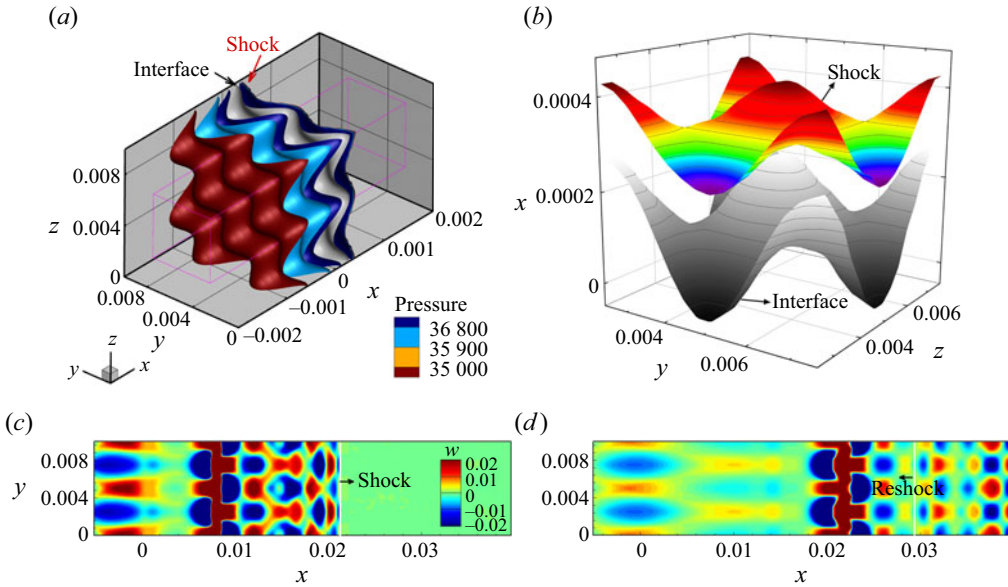 (a)
Shock
Interface
0.008
z
0.004
0
0.008
0.004
y
0
−0.002
−0.001
0
x
0.001
0.002
Pressure
36 800
35 900
35 000
z
y
x
(b)
Shock
0.0004
x
0.0002
0
Interface
0.004
y
0.006
0.004
z
0.006
(c)
0.008
y
0.004
0
w
0.02
0.01
0
−0.01
−0.02
Shock
0
0.01
0.02
0.03
x
(d)
0.008
0.004
0
Reshock
0
0.01
0.02
0.03
x